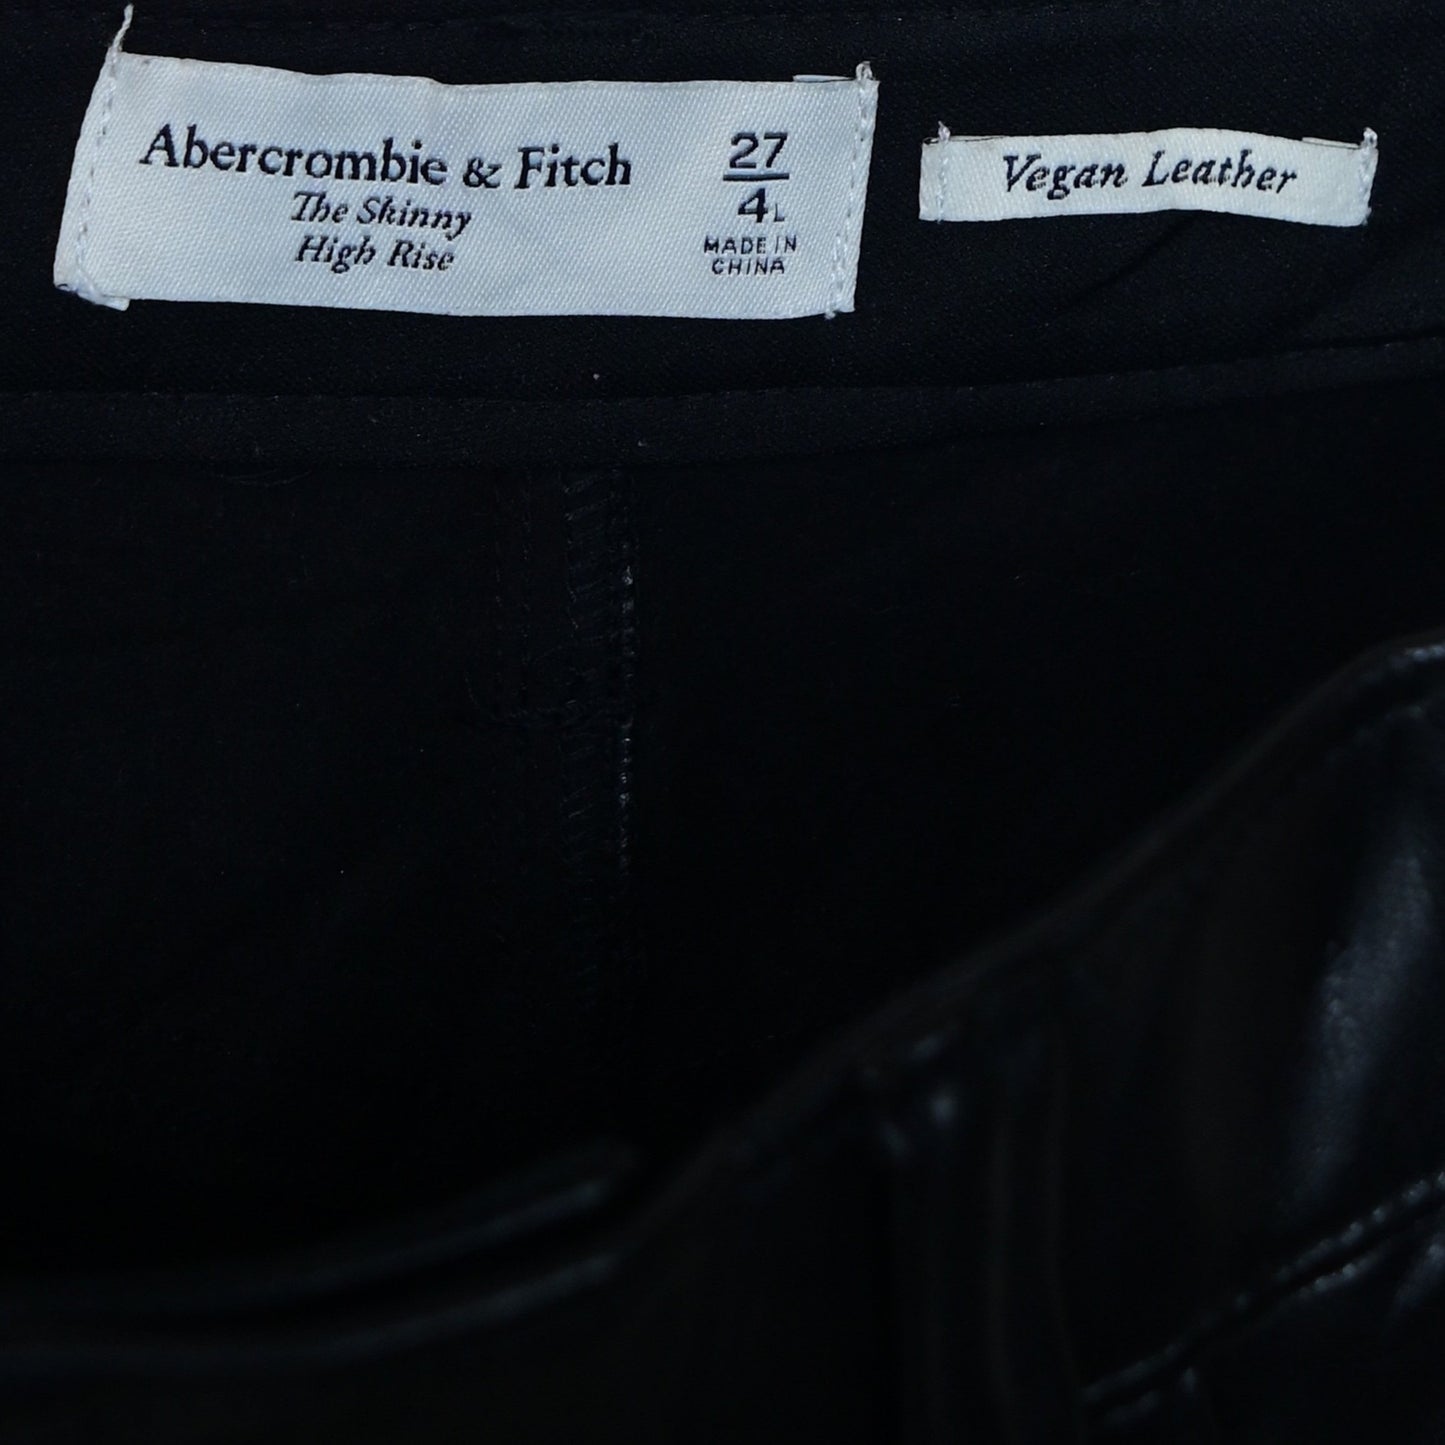 Abercrombie & Fitch
The Skinny
High Rise
27
4L
MADE IN
CHINA
Vegan Leather